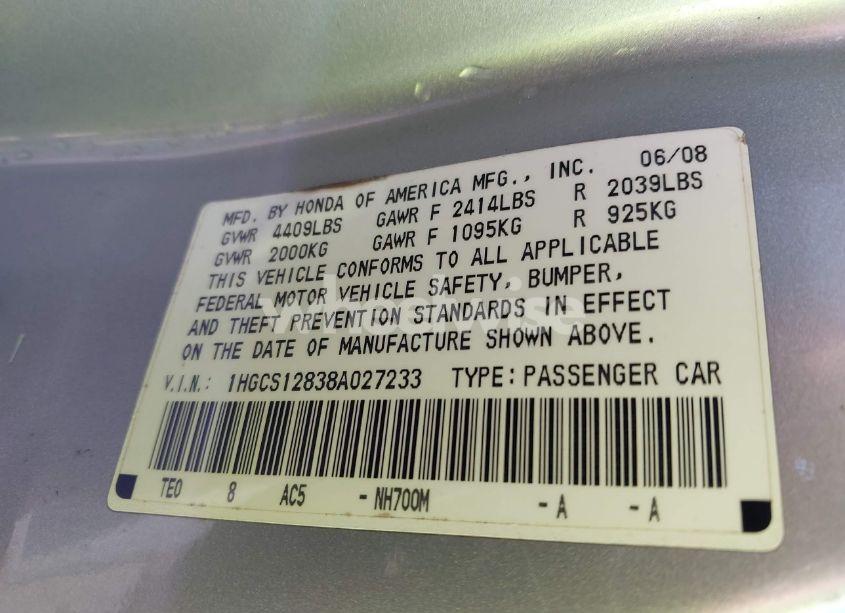 MFD. BY HONDA OF AMERICA MFG., INC. 06/08
GVWR 4409LBS GAWR F 2414LBS R 2039LBS
GVWR 2000KG GAWR F 1095KG R 925KG
THIS VEHICLE CONFORMS TO ALL APPLICABLE
FEDERAL MOTOR VEHICLE SAFETY, BUMPER,
AND THEFT PREVENTION STANDARDS IN EFFECT
ON THE DATE OF MANUFACTURE SHOWN ABOVE.
V.I.N.: 1HGCS12838A027233 TYPE: PASSENGER CAR
TE0 8 AC5 - NH700M - A - A